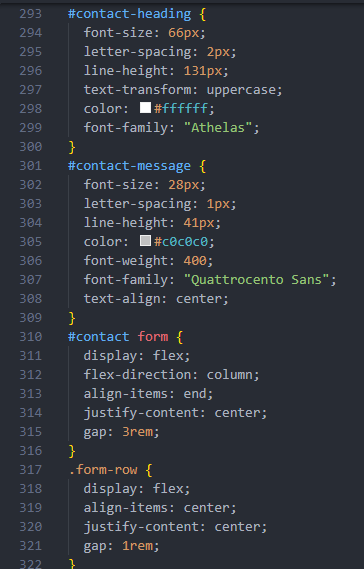 293 #contact-heading {
294 font-size: 66px;
295 letter-spacing: 2px;
296 line-height: 131px;
297 text-transform: uppercase;
298 color: #ffffff;
299 font-family: "Athelas";
300 }
301 #contact-message {
302 font-size: 28px;
303 letter-spacing: 1px;
304 line-height: 41px;
305 color: #c0c0c0;
306 font-weight: 400;
307 font-family: "Quattrocento Sans";
308 text-align: center;
309 }
310 #contact form {
311 display: flex;
312 flex-direction: column;
313 align-items: end;
314 justify-content: center;
315 gap: 3rem;
316 }
317 .form-row {
318 display: flex;
319 align-items: center;
320 justify-content: center;
321 gap: 1rem;
322 }